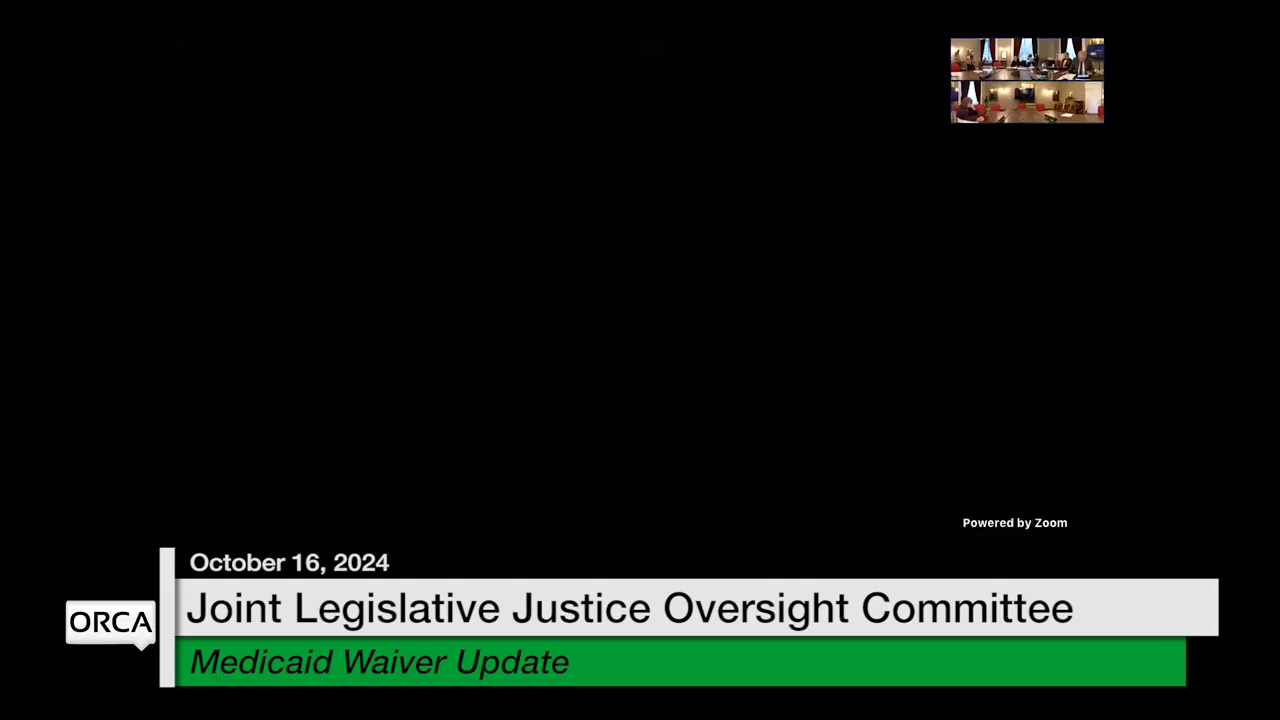 Powered by Zoom
October 16, 2024
Joint Legislative Justice Oversight Committee
ORCA
Medicaid Waiver Update